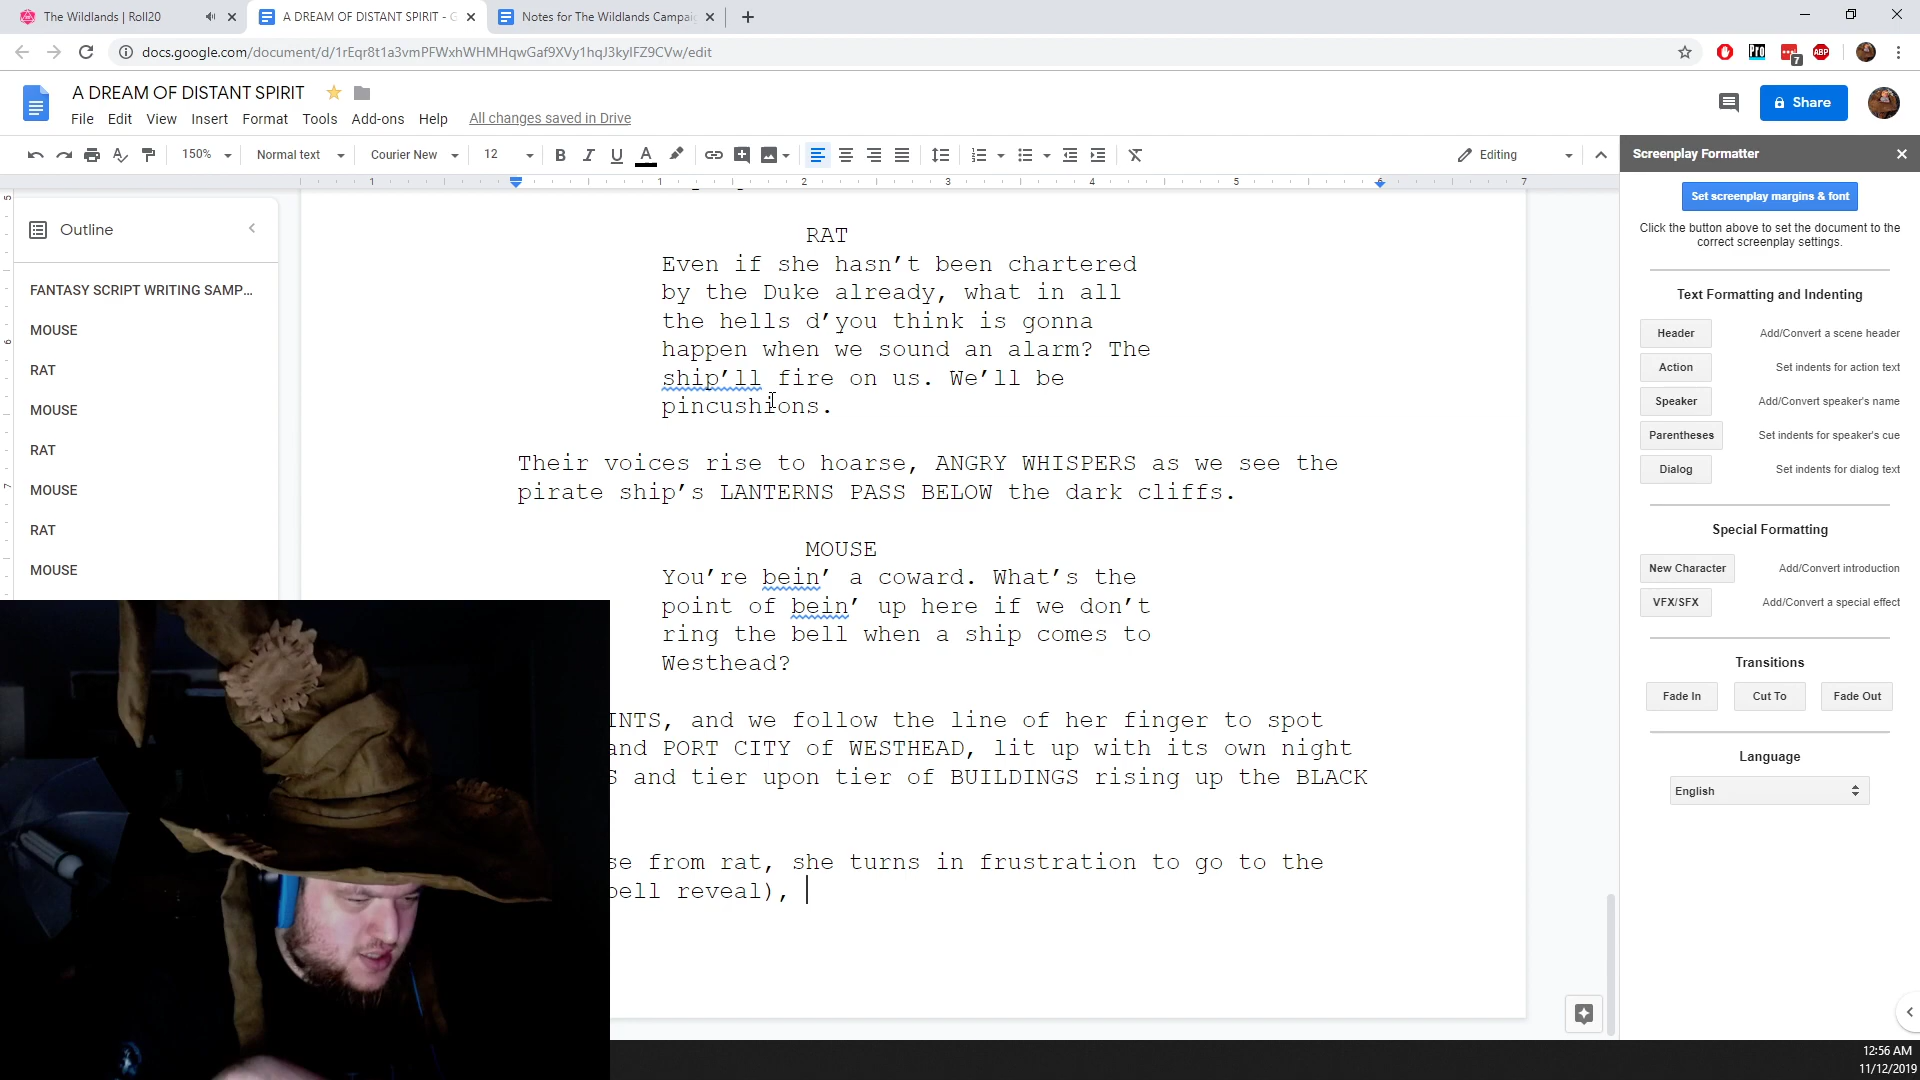 The Wildlands | Roll20
A DREAM OF DISTANT SPIRIT - G
Notes for The Wildlands Campai
docs.google.com/document/d/1rEqr8t1a3vmPFWxhWHMHqwGaf9XVy1hqJ3kyIFZ9CVw/edit
7
A DREAM OF DISTANT SPIRIT
Share
File Edit View Insert Format Tools Add-ons Help All changes saved in Drive
150% Normal text Courier New 12 Editing
Screenplay Formatter
1 1 2 3 4 5 6 7
Set screenplay margins & font
Click the button above to set the document to the
correct screenplay settings.
Text Formatting and Indenting
Header Add/Convert a scene header
Action Set indents for action text
Speaker Add/Convert speaker's name
Parentheses Set indents for speaker's cue
Dialog Set indents for dialog text
Special Formatting
New Character Add/Convert introduction
VFX/SFX Add/Convert a special effect
Transitions
Fade In Cut To Fade Out
Language
English
Outline
FANTASY SCRIPT WRITING SAMP...
MOUSE
RAT
MOUSE
RAT
MOUSE
RAT
MOUSE
RAT
Even if she hasn't been chartered
by the Duke already, what in all
the hells d'you think is gonna
happen when we sound an alarm? The
ship'll fire on us. We'll be
pincushions.
Their voices rise to hoarse, ANGRY WHISPERS as we see the
pirate ship's LANTERNS PASS BELOW the dark cliffs.
MOUSE
You're bein' a coward. What's the
point of bein' up here if we don't
ring the bell when a ship comes to
Westhead?
INTS, and we follow the line of her finger to spot
and PORT CITY of WESTHEAD, lit up with its own night
S and tier upon tier of BUILDINGS rising up the BLACK
se from rat, she turns in frustration to go to the
bell reveal),
12:56 AM
11/12/2019